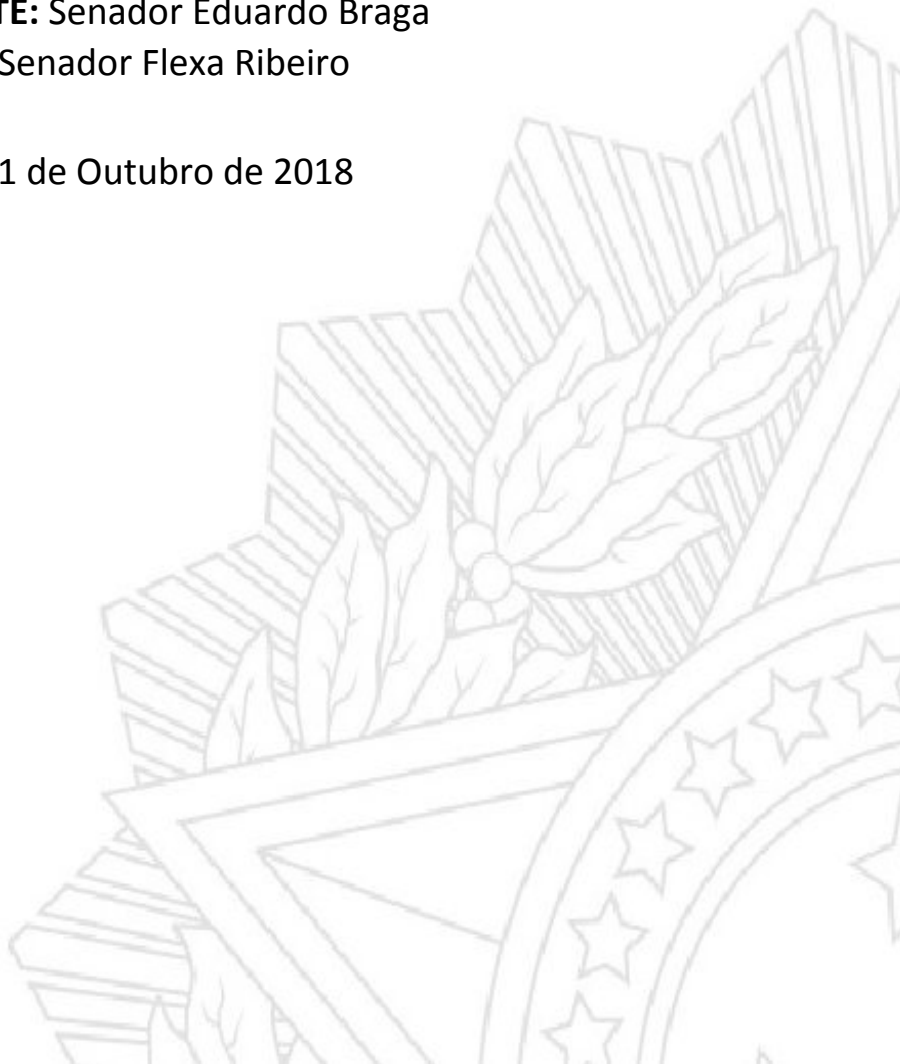 TE: Senador Eduardo Braga
Senador Flexa Ribeiro
1 de Outubro de 2018